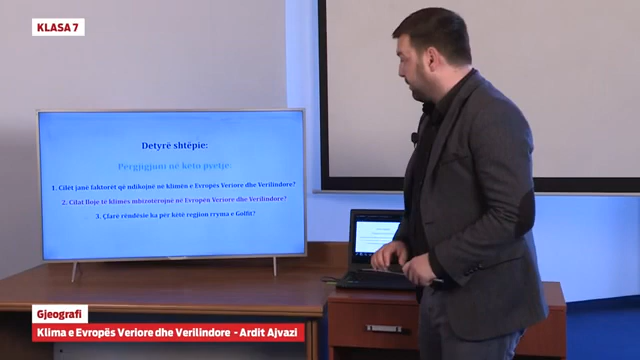 KLASA 7
Detyrë shtëpie:
Përgjigjuni në këto pyetje:
1. Cilët janë faktorët që ndikojnë në klimën e Evropës Veriore dhe Verilindore?
2. Cilat lloje të klimës mbizotërojnë në Evropën Veriore dhe Verilindore?
3. Çfarë rëndësie ka për këtë regjion rryma e Golfit?
Gjeografi
Klima e Evropës Veriore dhe Verilindore - Ardit Ajvazi